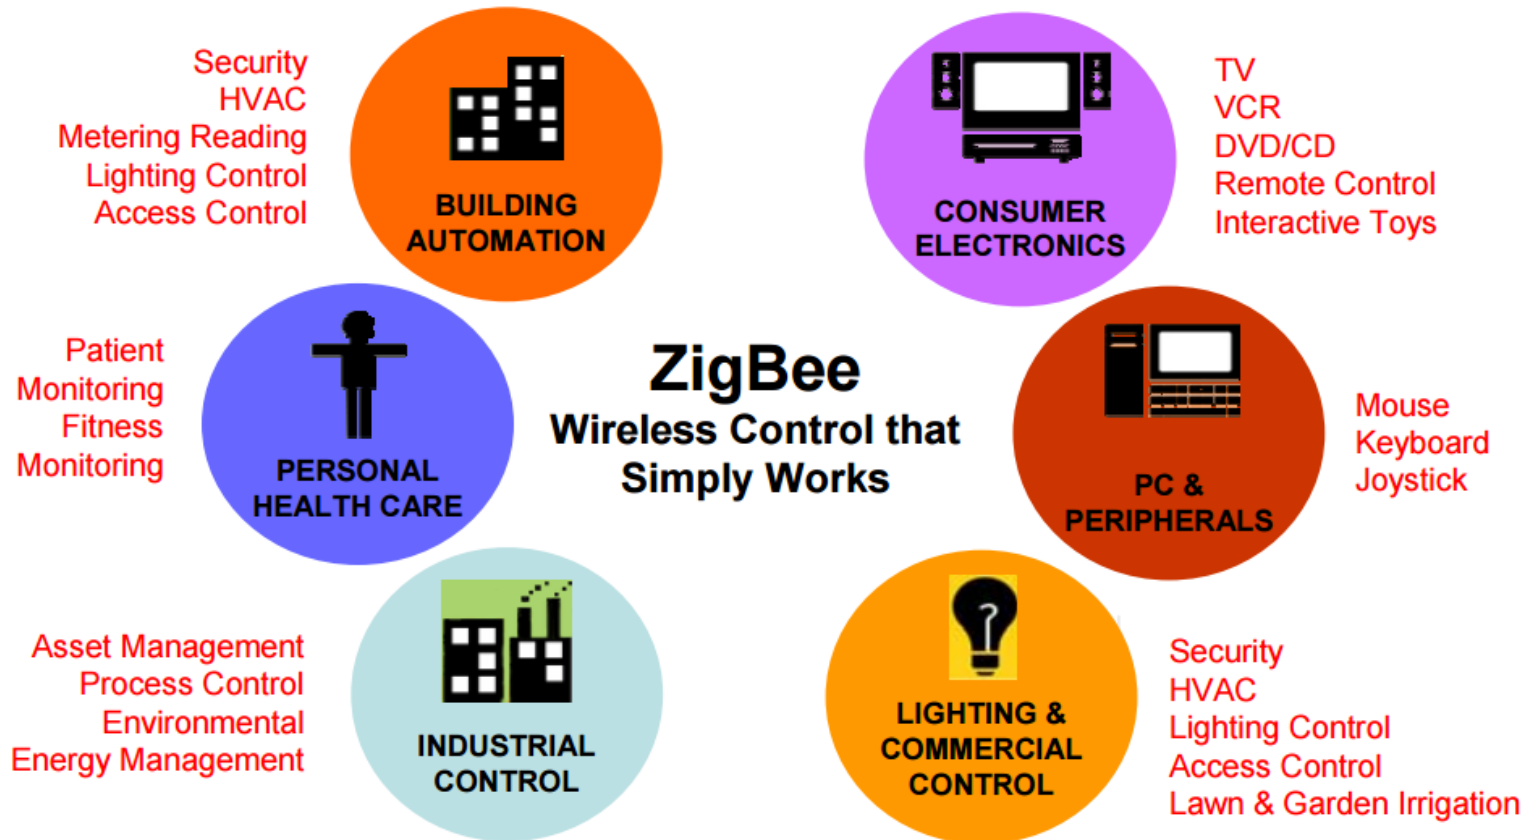 Security
HVAC
Metering Reading
Lighting Control
Access Control
BUILDING
AUTOMATION
CONSUMER
ELECTRONICS
TV
VCR
DVD/CD
Remote Control
Interactive Toys
Patient
Monitoring
Fitness
Monitoring
PERSONAL
HEALTH CARE
ZigBee
Wireless Control that
Simply Works
PC &
PERIPHERALS
Mouse
Keyboard
Joystick
Asset Management
Process Control
Environmental
Energy Management
INDUSTRIAL
CONTROL
?
LIGHTING &
COMMERCIAL
CONTROL
Security
HVAC
Lighting Control
Access Control
Lawn & Garden Irrigation